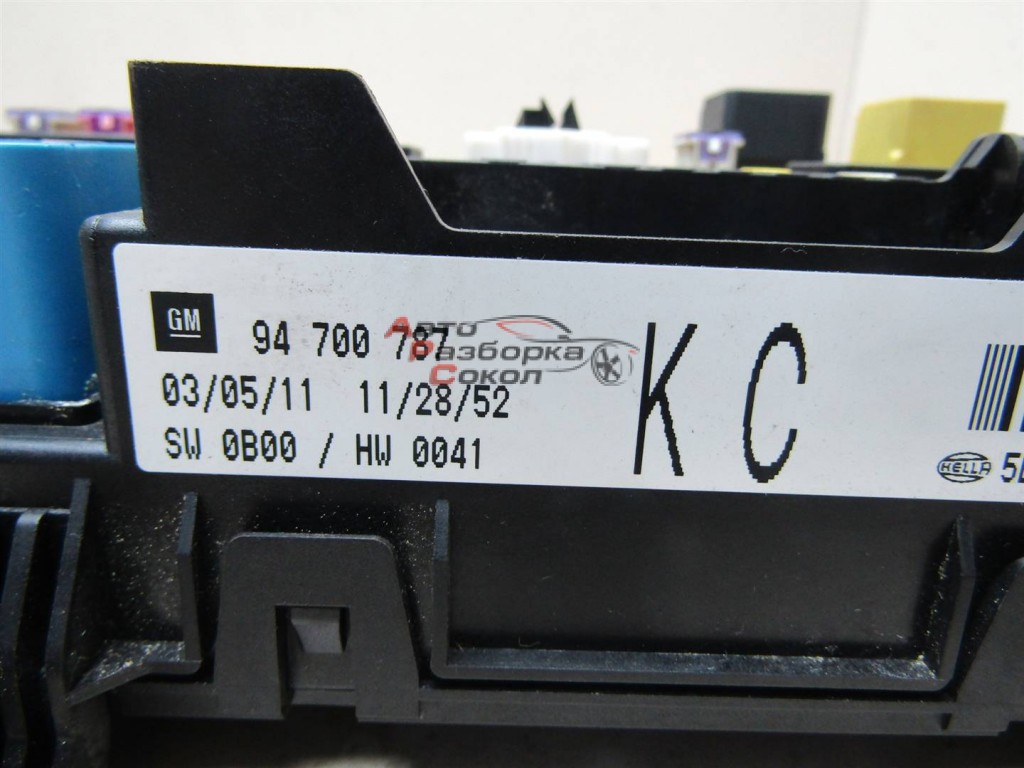 GM 94 700 787
03/05/11 11/28/52
SW 0B00 / HW 0041
K C
HELLA
Авто
Разборка
Сокол